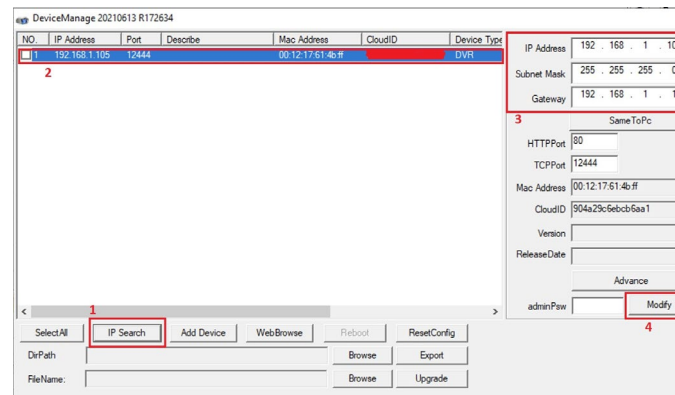 DeviceManage 20210613 R172634
NO. IP Address Port Describe Mac Address CloudID Device Type
1 192.168.1.105 12444 00:12:17:61:4b:ff DVR
2
IP Address 192 . 168 . 1 . 10
Subnet Mask 255 . 255 . 255 . 0
Gateway 192 . 168 . 1 . 1
3
SameToPc
HTTPPort 80
TCPPort 12444
Mac Address 00:12:17:61:4b:ff
CloudID 904a29c6ebcb6aa1
Version
ReleaseDate
Advance
adminPsw Modify
4
1
SelectAll IP Search Add Device WebBrowse Reboot ResetConfig
DirPath Browse Export
FileName: Browse Upgrade